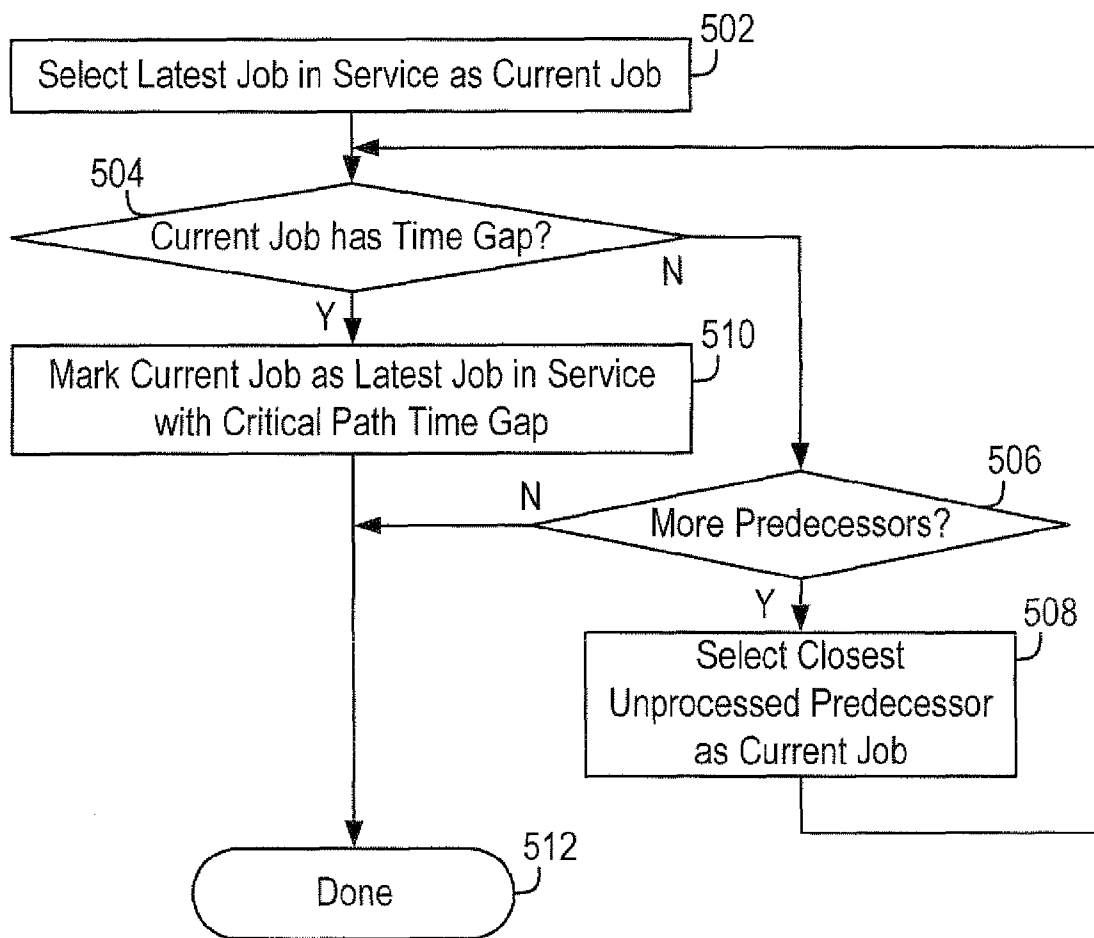 502
Select Latest Job in Service as Current Job
504
Current Job has Time Gap?
N
Y
510
Mark Current Job as Latest Job in Service
with Critical Path Time Gap
506
N
More Predecessors?
Y
508
Select Closest
Unprocessed Predecessor
as Current Job
512
Done